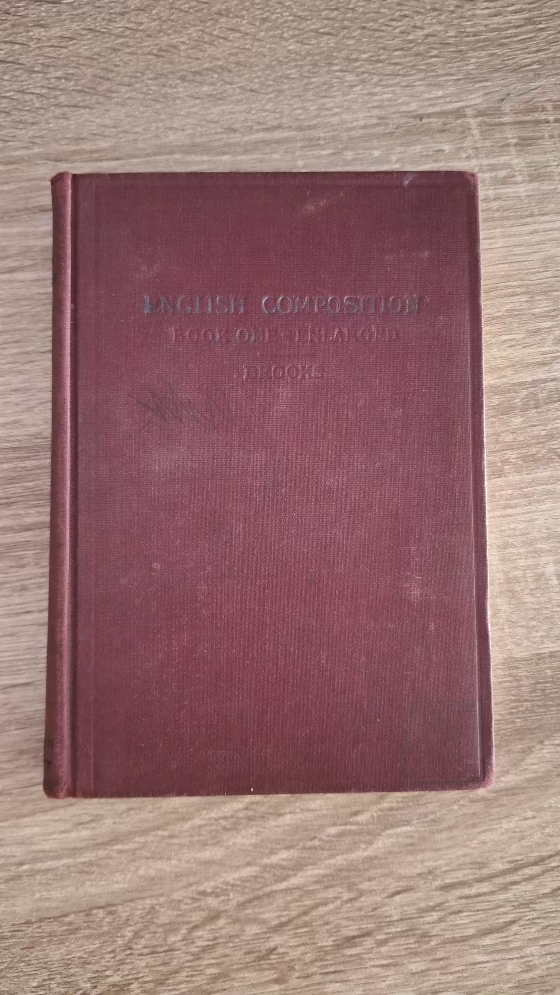 ENGLISH COMPOSITION
BOOK ONE - ENLARGED
BROOKS